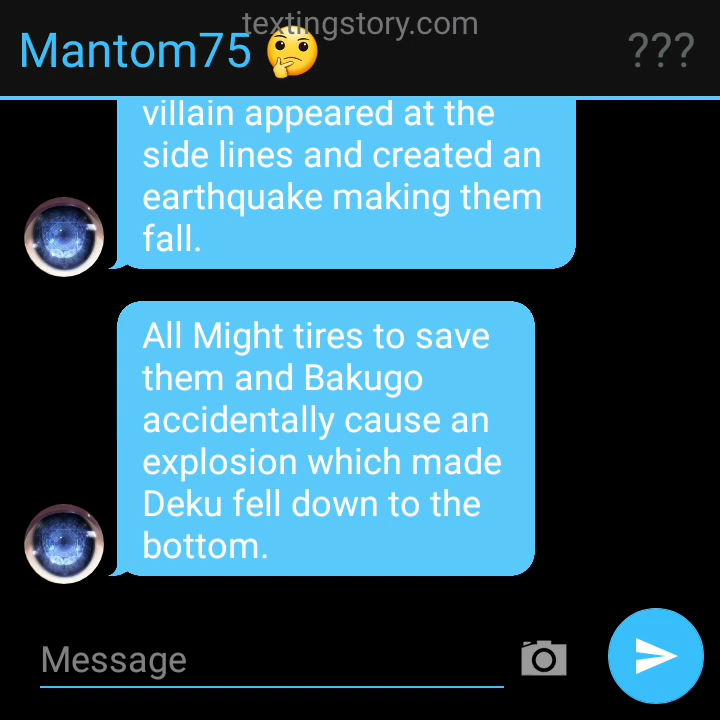 textingstory.com
Mantom75 🤔 ???
villain appeared at the
side lines and created an
earthquake making them
fall.
All Might tires to save
them and Bakugo
accidentally cause an
explosion which made
Deku fell down to the
bottom.
Message